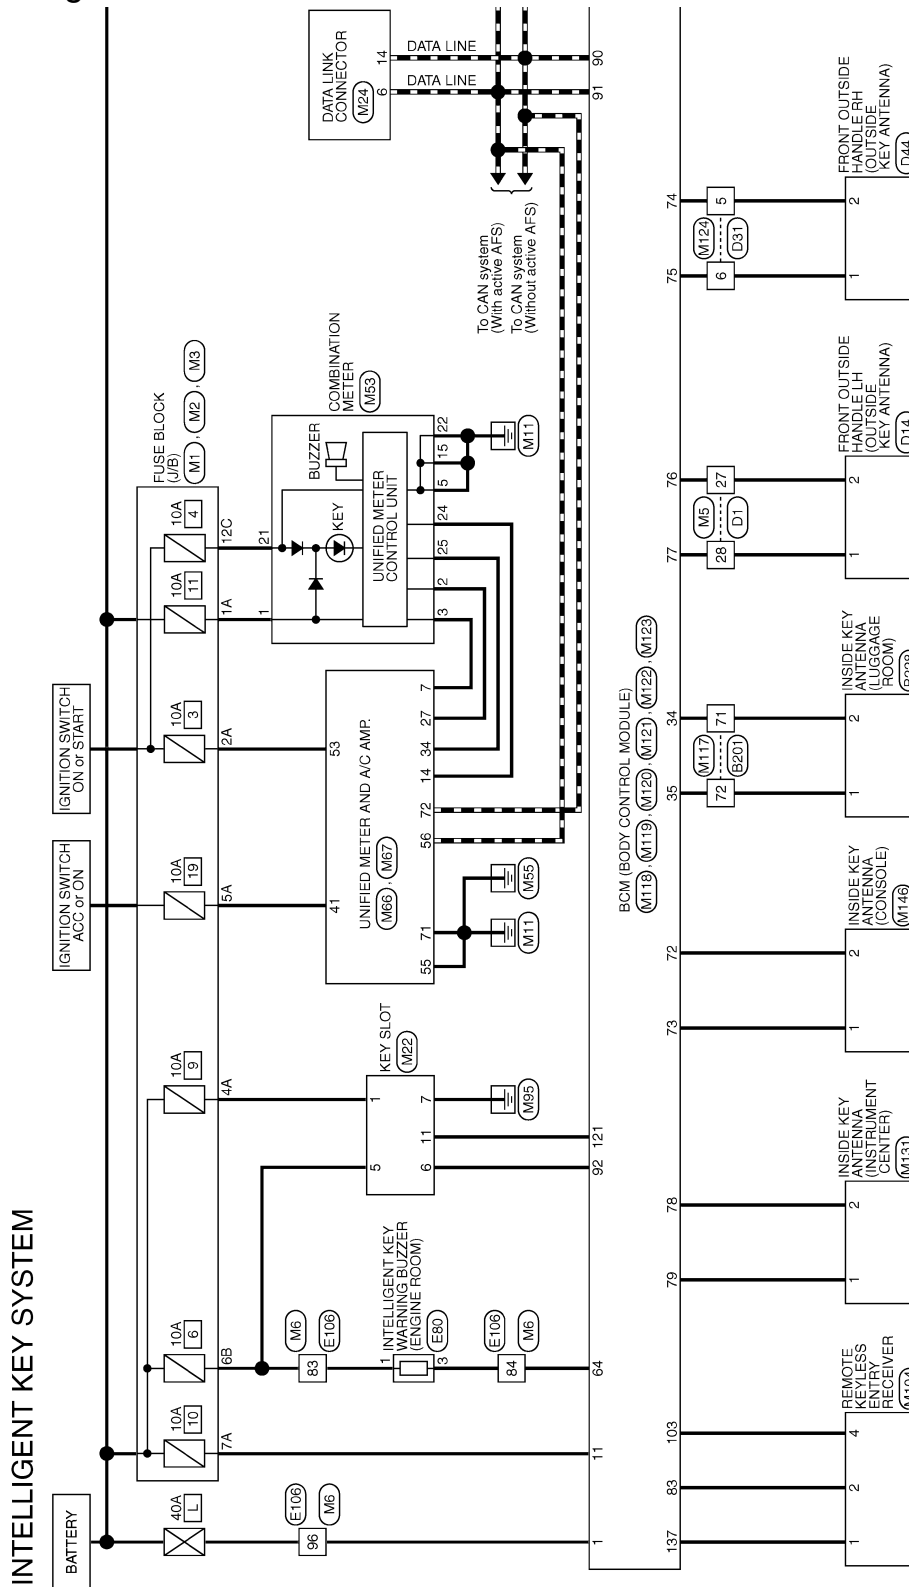 INTELLIGENT KEY SYSTEM
BATTERY
IGNITION SWITCH
ACC or ON
IGNITION SWITCH
ON or START
40A
L
10A
10
10A
6
10A
9
10A
19
10A
3
10A
11
10A
4
FUSE BLOCK
(J/B)
M1 , M2 , M3
7A
6B
4A
5A
2A
1A
12C
E106
96
M6
M6
83
E106
1
INTELLIGENT KEY
WARNING BUZZER
(ENGINE ROOM)
E80
3
E106
84
M6
KEY SLOT
M22
5
1
6
11
7
M95
41
53
UNIFIED METER AND A/C AMP.
M66 , M67
55
71
56
72
14
34
27
7
M11
M55
1
21
BUZZER
KEY
UNIFIED METER
CONTROL UNIT
COMBINATION
METER
M53
3
2
25
24
5
15
22
M11
DATA LINK
CONNECTOR
M24
6
14
DATA LINE
DATA LINE
To CAN system
(With active AFS)
To CAN system
(Without active AFS)
1
11
64
92
121
91
90
BCM (BODY CONTROL MODULE)
M118 , M119 , M120 , M121 , M122 , M123
137
83
103
79
78
73
72
35
34
77
76
75
74
M117
72
71
B201
M5
28
27
D1
M124
6
5
D31
1
2
4
REMOTE
KEYLESS
ENTRY
RECEIVER
1
2
INSIDE KEY
ANTENNA
(INSTRUMENT
CENTER)
M131
1
2
INSIDE KEY
ANTENNA
(CONSOLE)
M146
1
2
INSIDE KEY
ANTENNA
(LUGGAGE
ROOM)
1
2
FRONT OUTSIDE
HANDLE LH
(OUTSIDE
KEY ANTENNA)
D14
1
2
FRONT OUTSIDE
HANDLE RH
(OUTSIDE
KEY ANTENNA)
D44